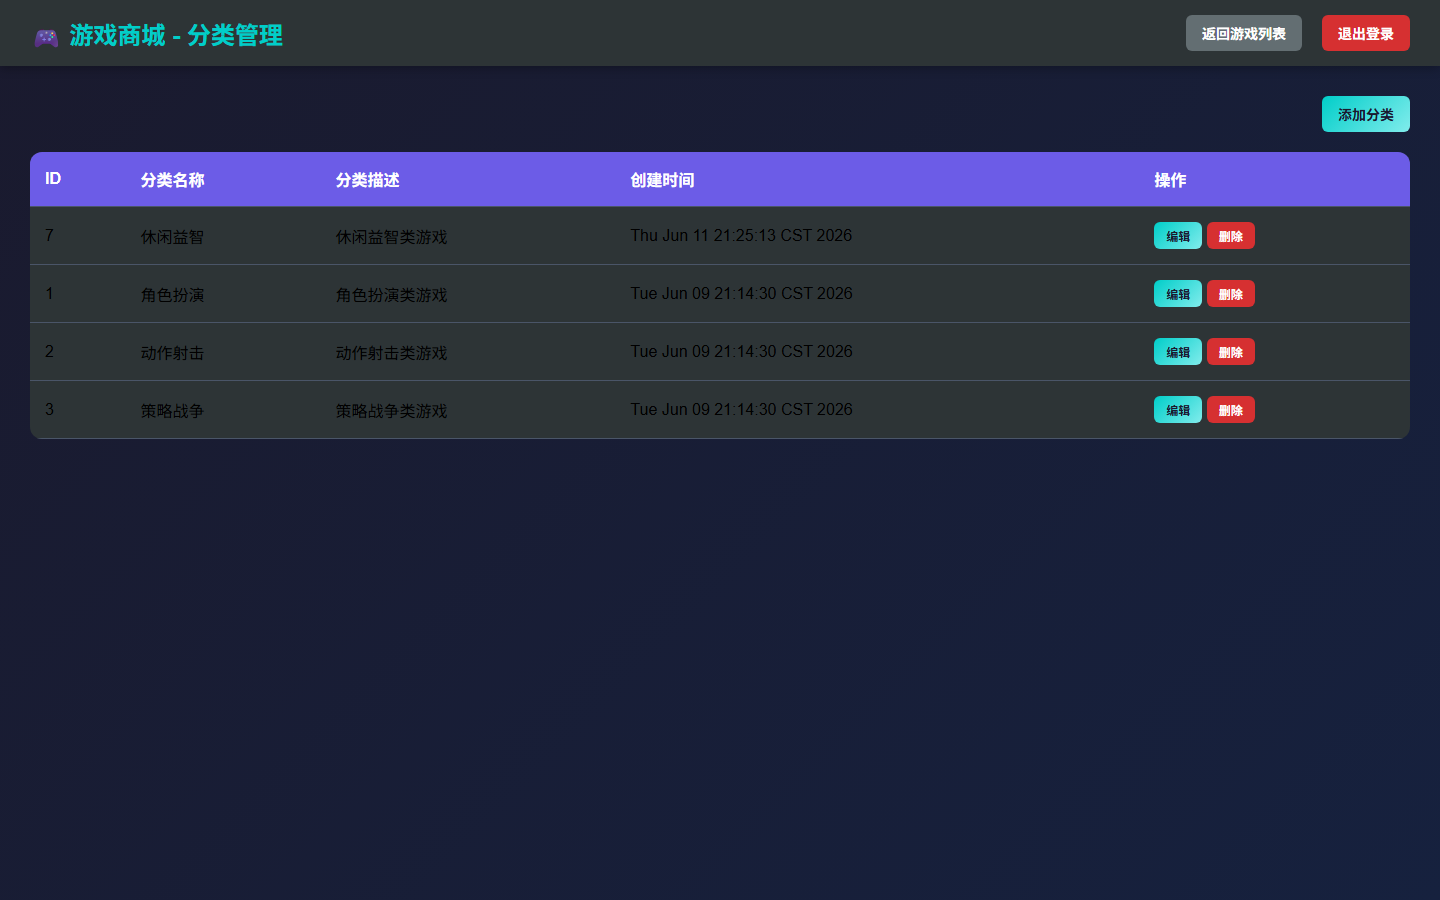 游戏商城 - 分类管理 返回游戏列表 退出登录
添加分类
ID 分类名称 分类描述 创建时间 操作
7 休闲益智 休闲益智类游戏 Thu Jun 11 21:25:13 CST 2026 编辑 删除
1 角色扮演 角色扮演类游戏 Tue Jun 09 21:14:30 CST 2026 编辑 删除
2 动作射击 动作射击类游戏 Tue Jun 09 21:14:30 CST 2026 编辑 删除
3 策略战争 策略战争类游戏 Tue Jun 09 21:14:30 CST 2026 编辑 删除